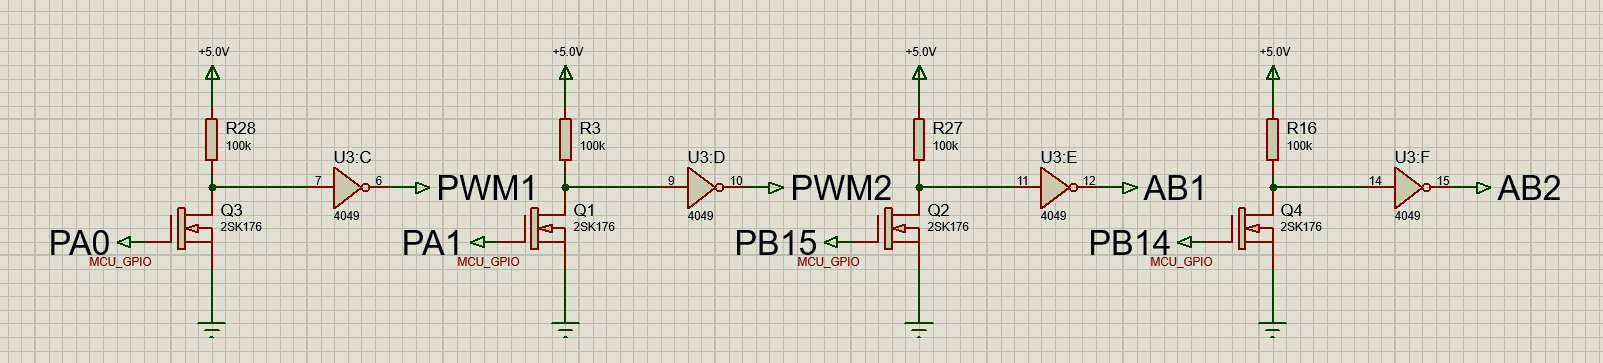 +5.0V
+5.0V
+5.0V
+5.0V
R28
100k
R3
100k
R27
100k
R16
100k
U3:C
7
6
4049
PWM1
U3:D
9
10
4049
PWM2
U3:E
11
12
4049
AB1
U3:F
14
15
4049
AB2
Q3
2SK176
PA0
MCU_GPIO
Q1
2SK176
PA1
MCU_GPIO
Q2
2SK176
PB15
MCU_GPIO
Q4
2SK176
PB14
MCU_GPIO